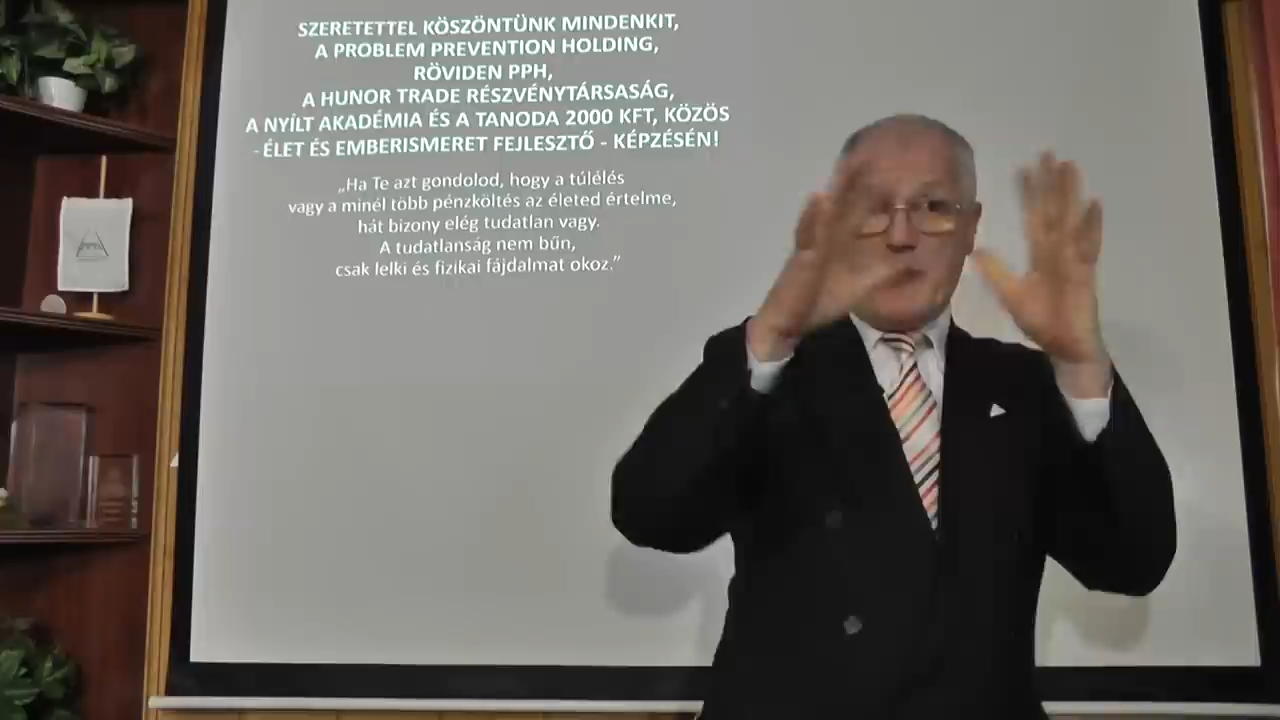 SZERETETTEL KÖSZÖNTÜNK MINDENKIT,
A PROBLEM PREVENTION HOLDING,
RÖVIDEN PPH,
A HUNOR TRADE RÉSZVÉNYTÁRSASÁG,
A NYÍLT AKADÉMIA ÉS A TANODA 2000 KFT, KÖZÖS
- ÉLET ÉS EMBERISMERET FEJLESZTŐ - KÉPZÉSÉN!
„Ha Te azt gondolod, hogy a túlélés
vagy a minél több pénzköltés az életed értelme,
hát bizony elég tudatlan vagy.
A tudatlanság nem bűn,
csak lelki és fizikai fájdalmat okoz.”